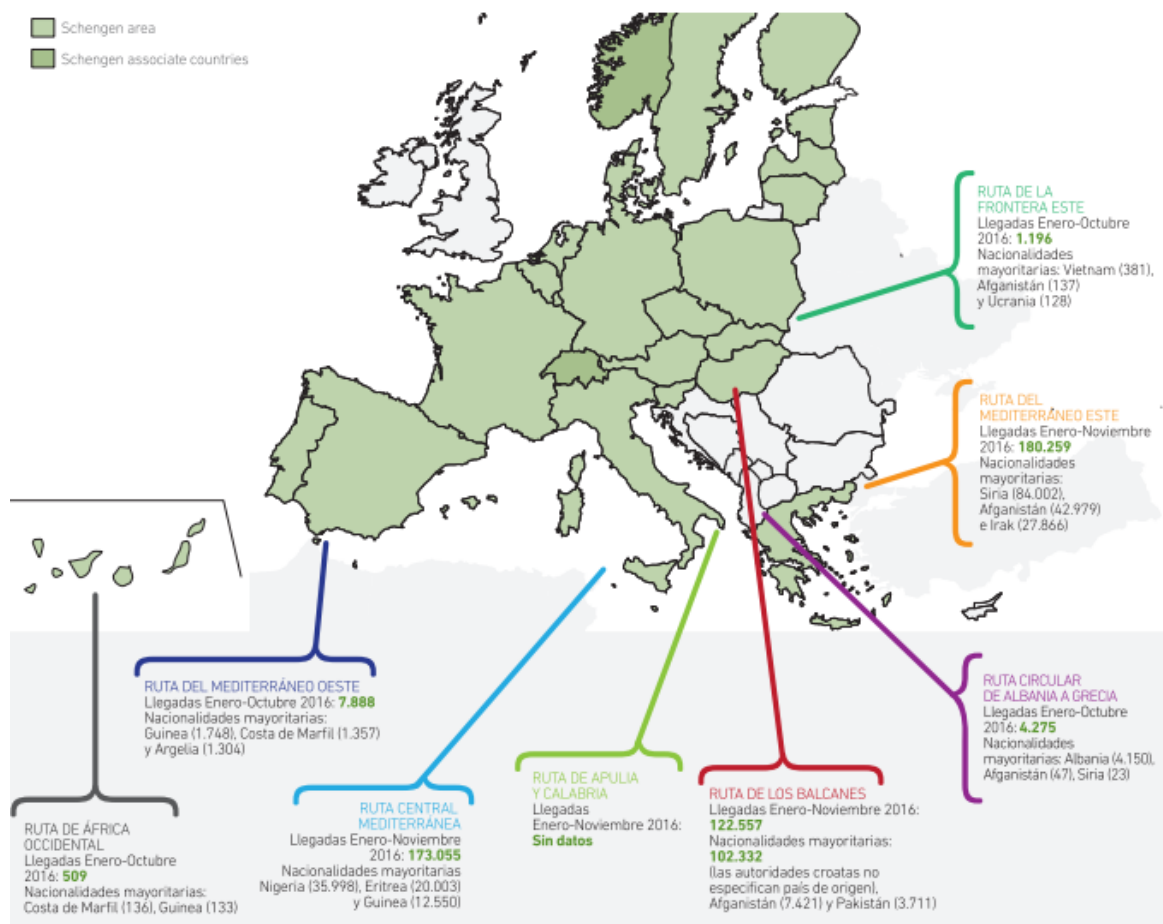 Schengen area
Schengen associate countries
RUTA DE LA
FRONTERA ESTE
Llegadas Enero-Octubre
2016: 1.196
Nacionalidades
mayoritarias: Vietnam (381),
Afganistán (137)
y Ucrania (128)
RUTA DEL
MEDITERRÁNEO ESTE
Llegadas Enero-Noviembre
2016: 180.259
Nacionalidades
mayoritarias:
Siria (84.002),
Afganistán (42.979)
e Irak (27.866)
RUTA DEL MEDITERRÁNEO OESTE
Llegadas Enero-Octubre 2016: 7.888
Nacionalidades mayoritarias:
Guinea (1.748), Costa de Marfil (1.357)
y Argelia (1.304)
RUTA CIRCULAR
DE ALBANIA A GRECIA
Llegadas Enero-Octubre
2016: 4.275
Nacionalidades
mayoritarias: Albania (4.150),
Afganistán (47), Siria (23)
RUTA DE ÁFRICA
OCCIDENTAL
Llegadas Enero-Octubre
2016: 509
Nacionalidades mayoritarias:
Costa de Marfil (136), Guinea (133)
RUTA CENTRAL
MEDITERRÁNEA
Llegadas Enero-Noviembre
2016: 173.055
Nacionalidades mayoritarias
Nigeria (35.998), Eritrea (20.003)
y Guinea (12.550)
RUTA DE APULIA
Y CALABRIA
Llegadas
Enero-Noviembre 2016:
Sin datos
RUTA DE LOS BALCANES
Llegadas Enero-Noviembre 2016:
122.557
Nacionalidades mayoritarias:
102.332
(las autoridades croatas no
especifican país de origen),
Afganistán (7.421) y Pakistán (3.711)